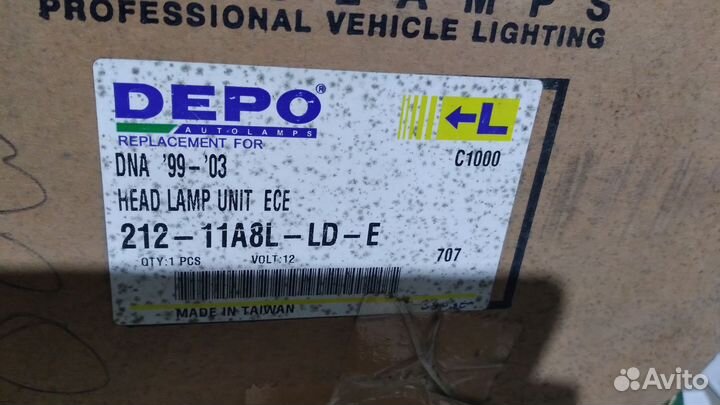 L A M P S
PROFESSIONAL VEHICLE LIGHTING
DEPO®
AUTOLAMPS
L
REPLACEMENT FOR
DNA '99-'03
C1000
HEAD LAMP UNIT ECE
212-11A8L-LD-E
QTY:1 PCS VOLT:12 707
MADE IN TAIWAN
Avito